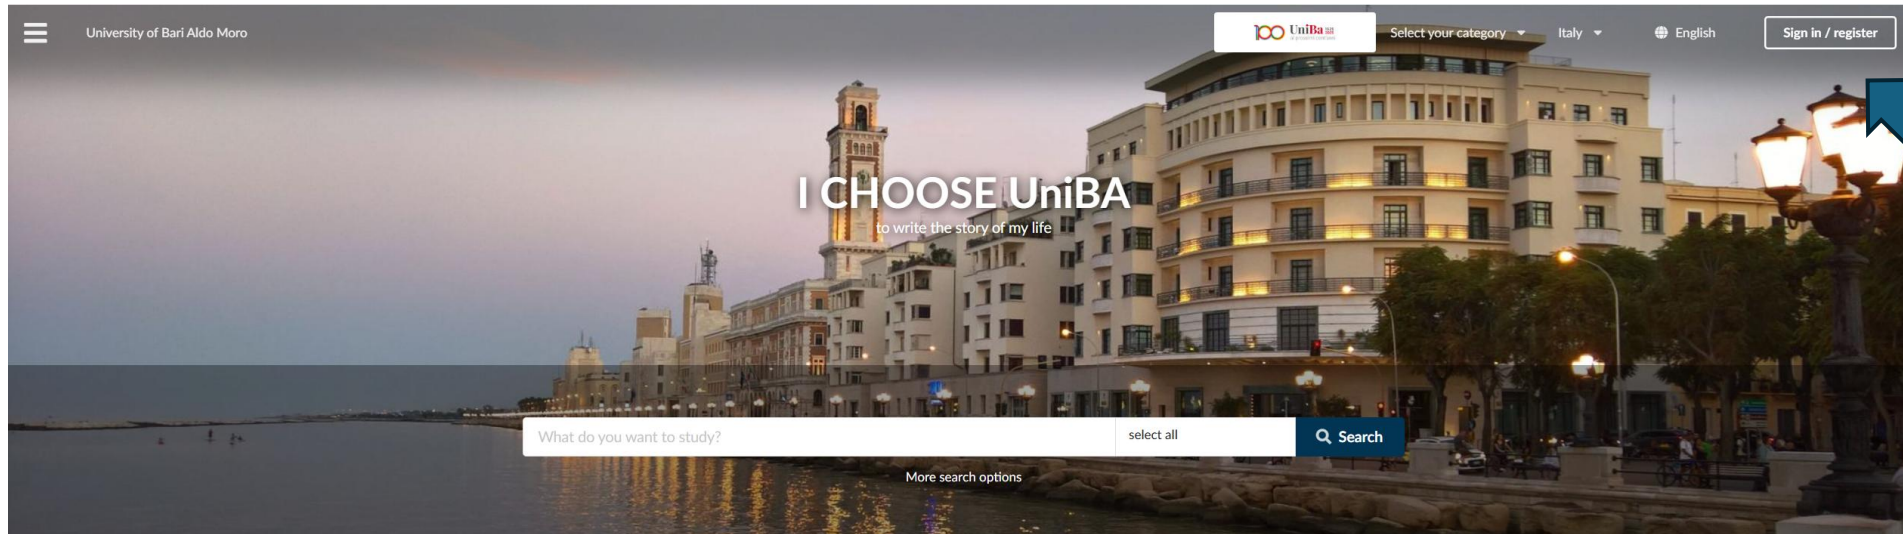 University of Bari Aldo Moro
100 UniBa
Select your category
Italy
English
Sign in / register
I CHOOSE UniBA
to write the story of my life
What do you want to study?
select all
Search
More search options